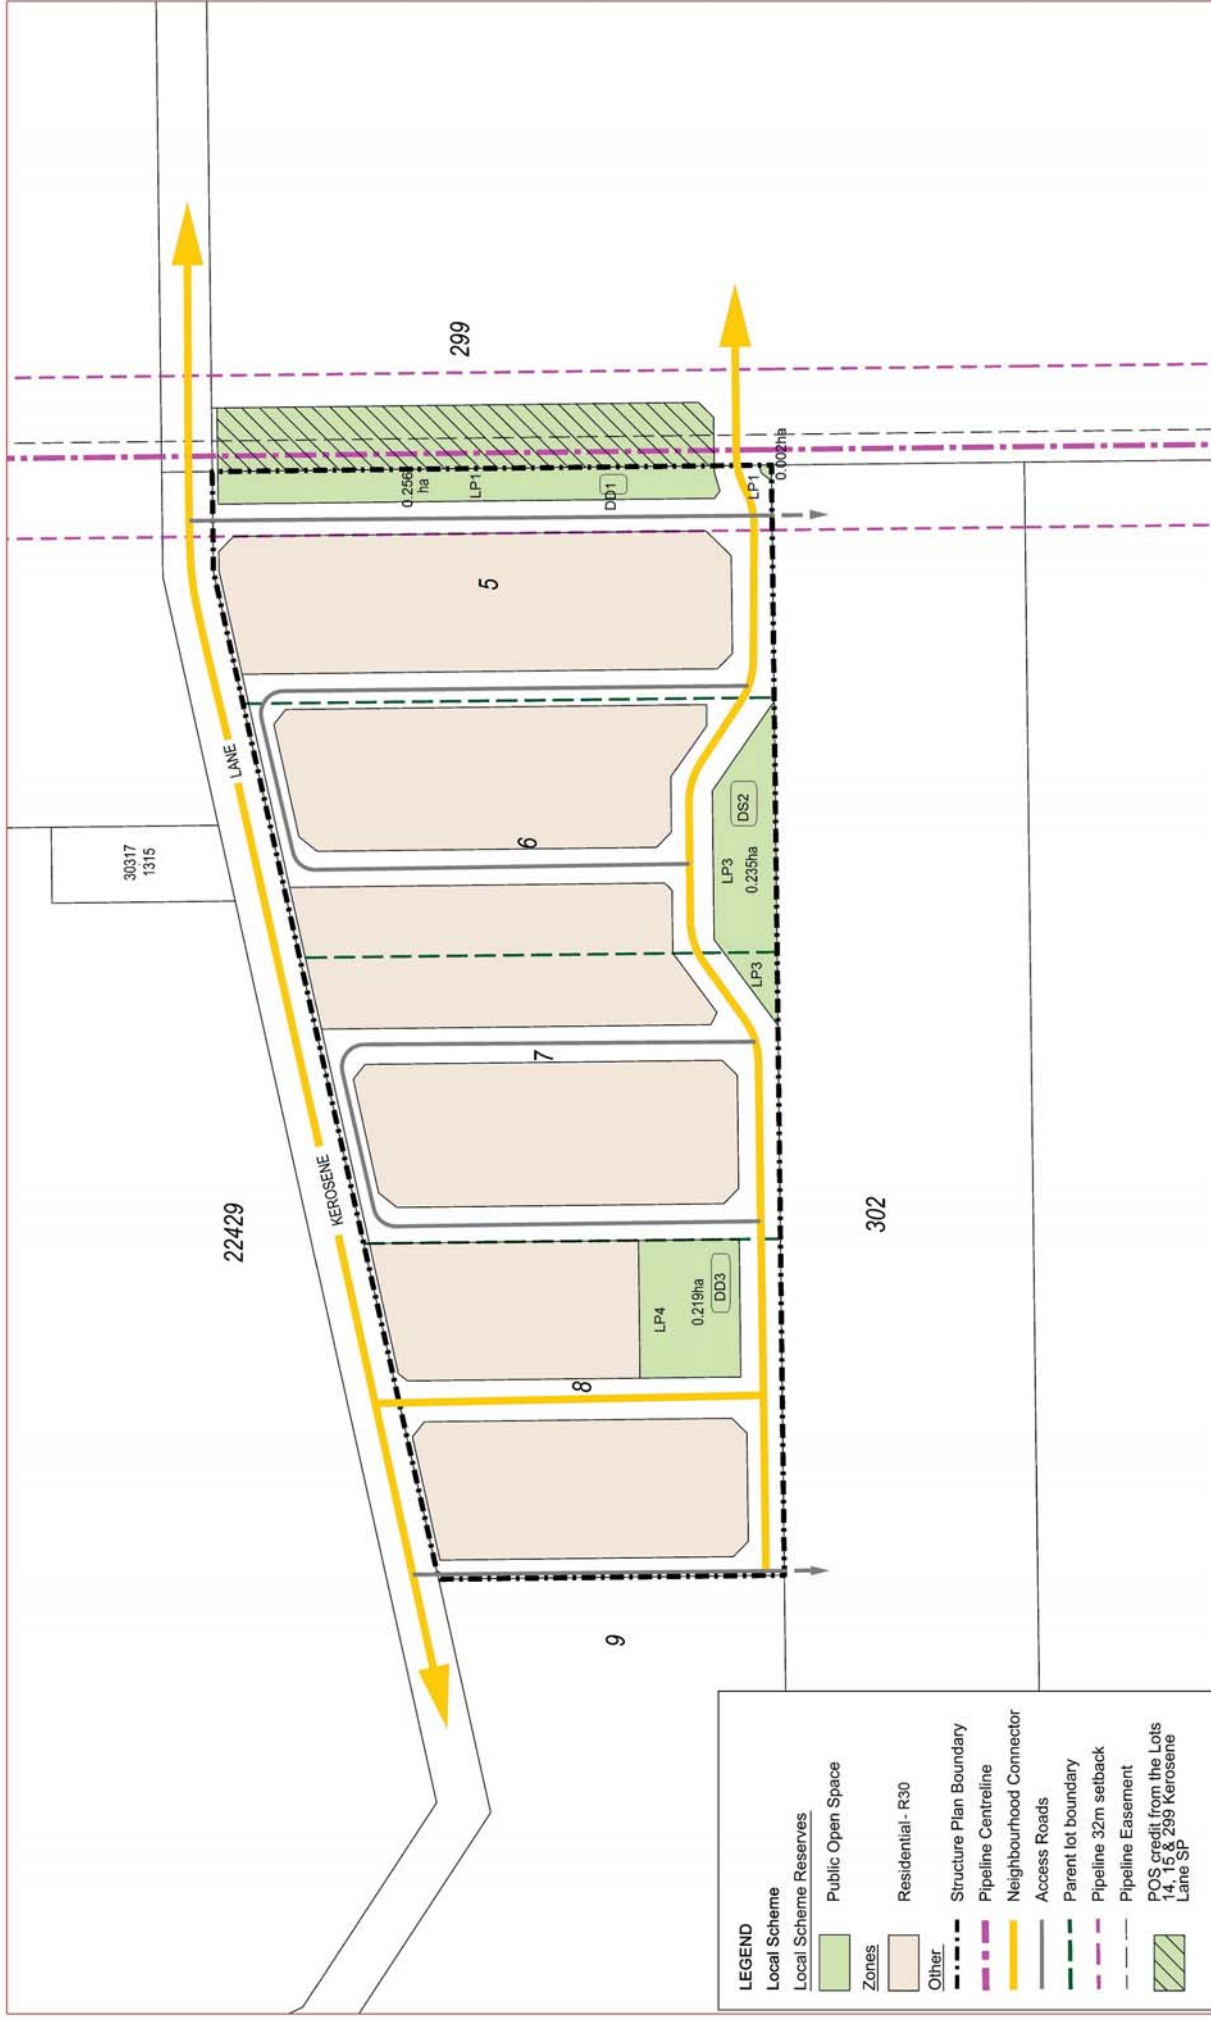 LANE
KEROSENE
30317
1315
22429
299
302
5
6
7
8
9
0.256
ha
LP1
DD1
LP1
0.002ha
DS2
LP3
0.235ha
LP3
LP4
0.219ha
DD3
LEGEND
Local Scheme
Local Scheme Reserves
Public Open Space
Zones
Residential - R30
Other
Structure Plan Boundary
Pipeline Centreline
Neighbourhood Connector
Access Roads
Parent lot boundary
Pipeline 32m setback
Pipeline Easement
POS credit from the Lots
14, 15 & 299 Kerosene
Lane SP